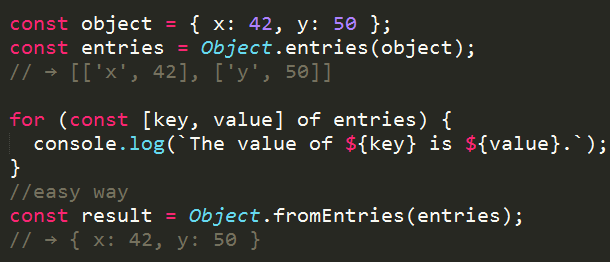 const object = { x: 42, y: 50 };
const entries = Object.entries(object);
// → [['x', 42], ['y', 50]]
for (const [key, value] of entries) {
  console.log(`The value of ${key} is ${value}.`);
}
//easy way
const result = Object.fromEntries(entries);
// → { x: 42, y: 50 }